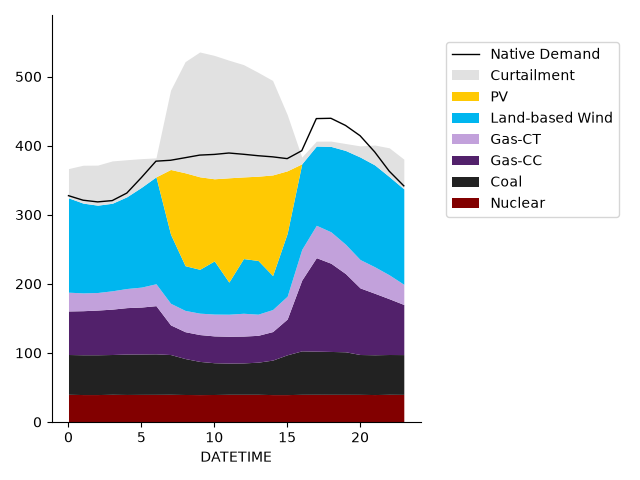 500
400
300
200
100
0
0 5 10 15 20
DATETIME
Native Demand
Curtailment
PV
Land-based Wind
Gas-CT
Gas-CC
Coal
Nuclear